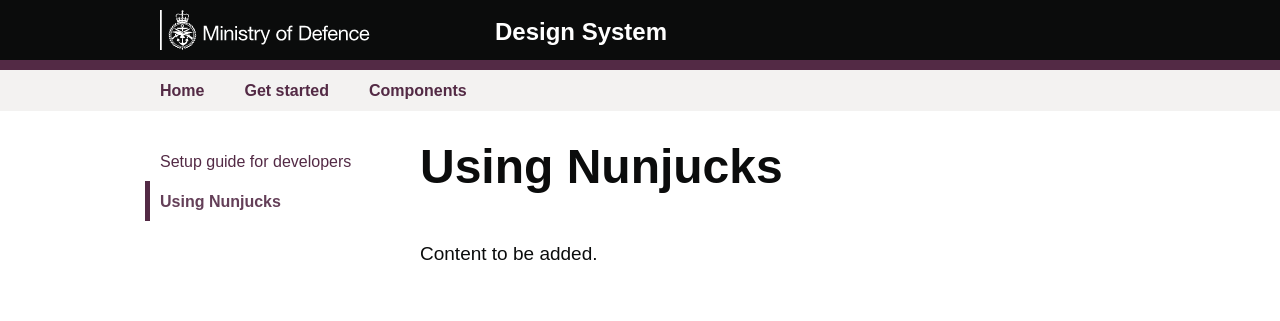 Ministry of Defence
Design System
Home Get started Components
Setup guide for developers
Using Nunjucks
Using Nunjucks
Content to be added.